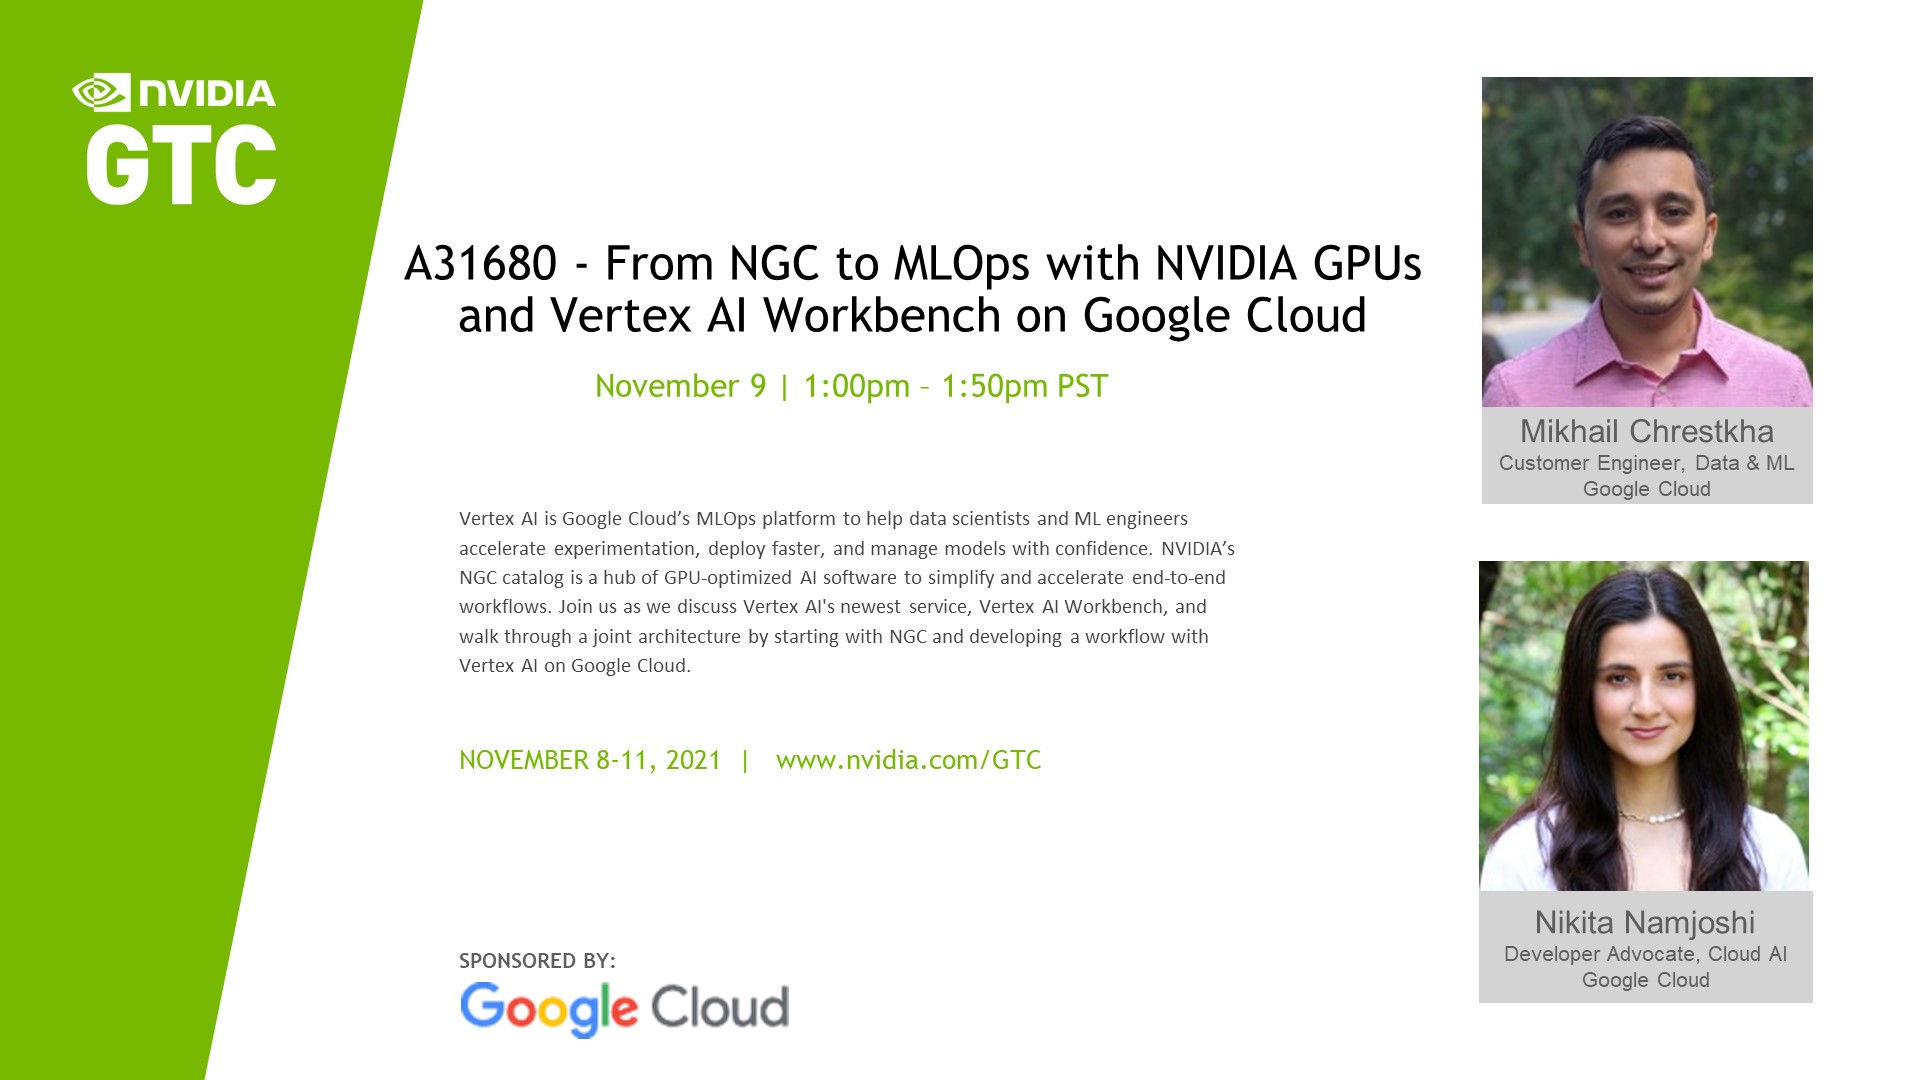 NVIDIA
GTC
A31680 - From NGC to MLOps with NVIDIA GPUs
and Vertex AI Workbench on Google Cloud
November 9 | 1:00pm – 1:50pm PST
Vertex AI is Google Cloud’s MLOps platform to help data scientists and ML engineers
accelerate experimentation, deploy faster, and manage models with confidence. NVIDIA’s
NGC catalog is a hub of GPU-optimized AI software to simplify and accelerate end-to-end
workflows. Join us as we discuss Vertex AI's newest service, Vertex AI Workbench, and
walk through a joint architecture by starting with NGC and developing a workflow with
Vertex AI on Google Cloud.
NOVEMBER 8-11, 2021 | www.nvidia.com/GTC
SPONSORED BY:
Google Cloud
Mikhail Chrestkha
Customer Engineer, Data & ML
Google Cloud
Nikita Namjoshi
Developer Advocate, Cloud AI
Google Cloud